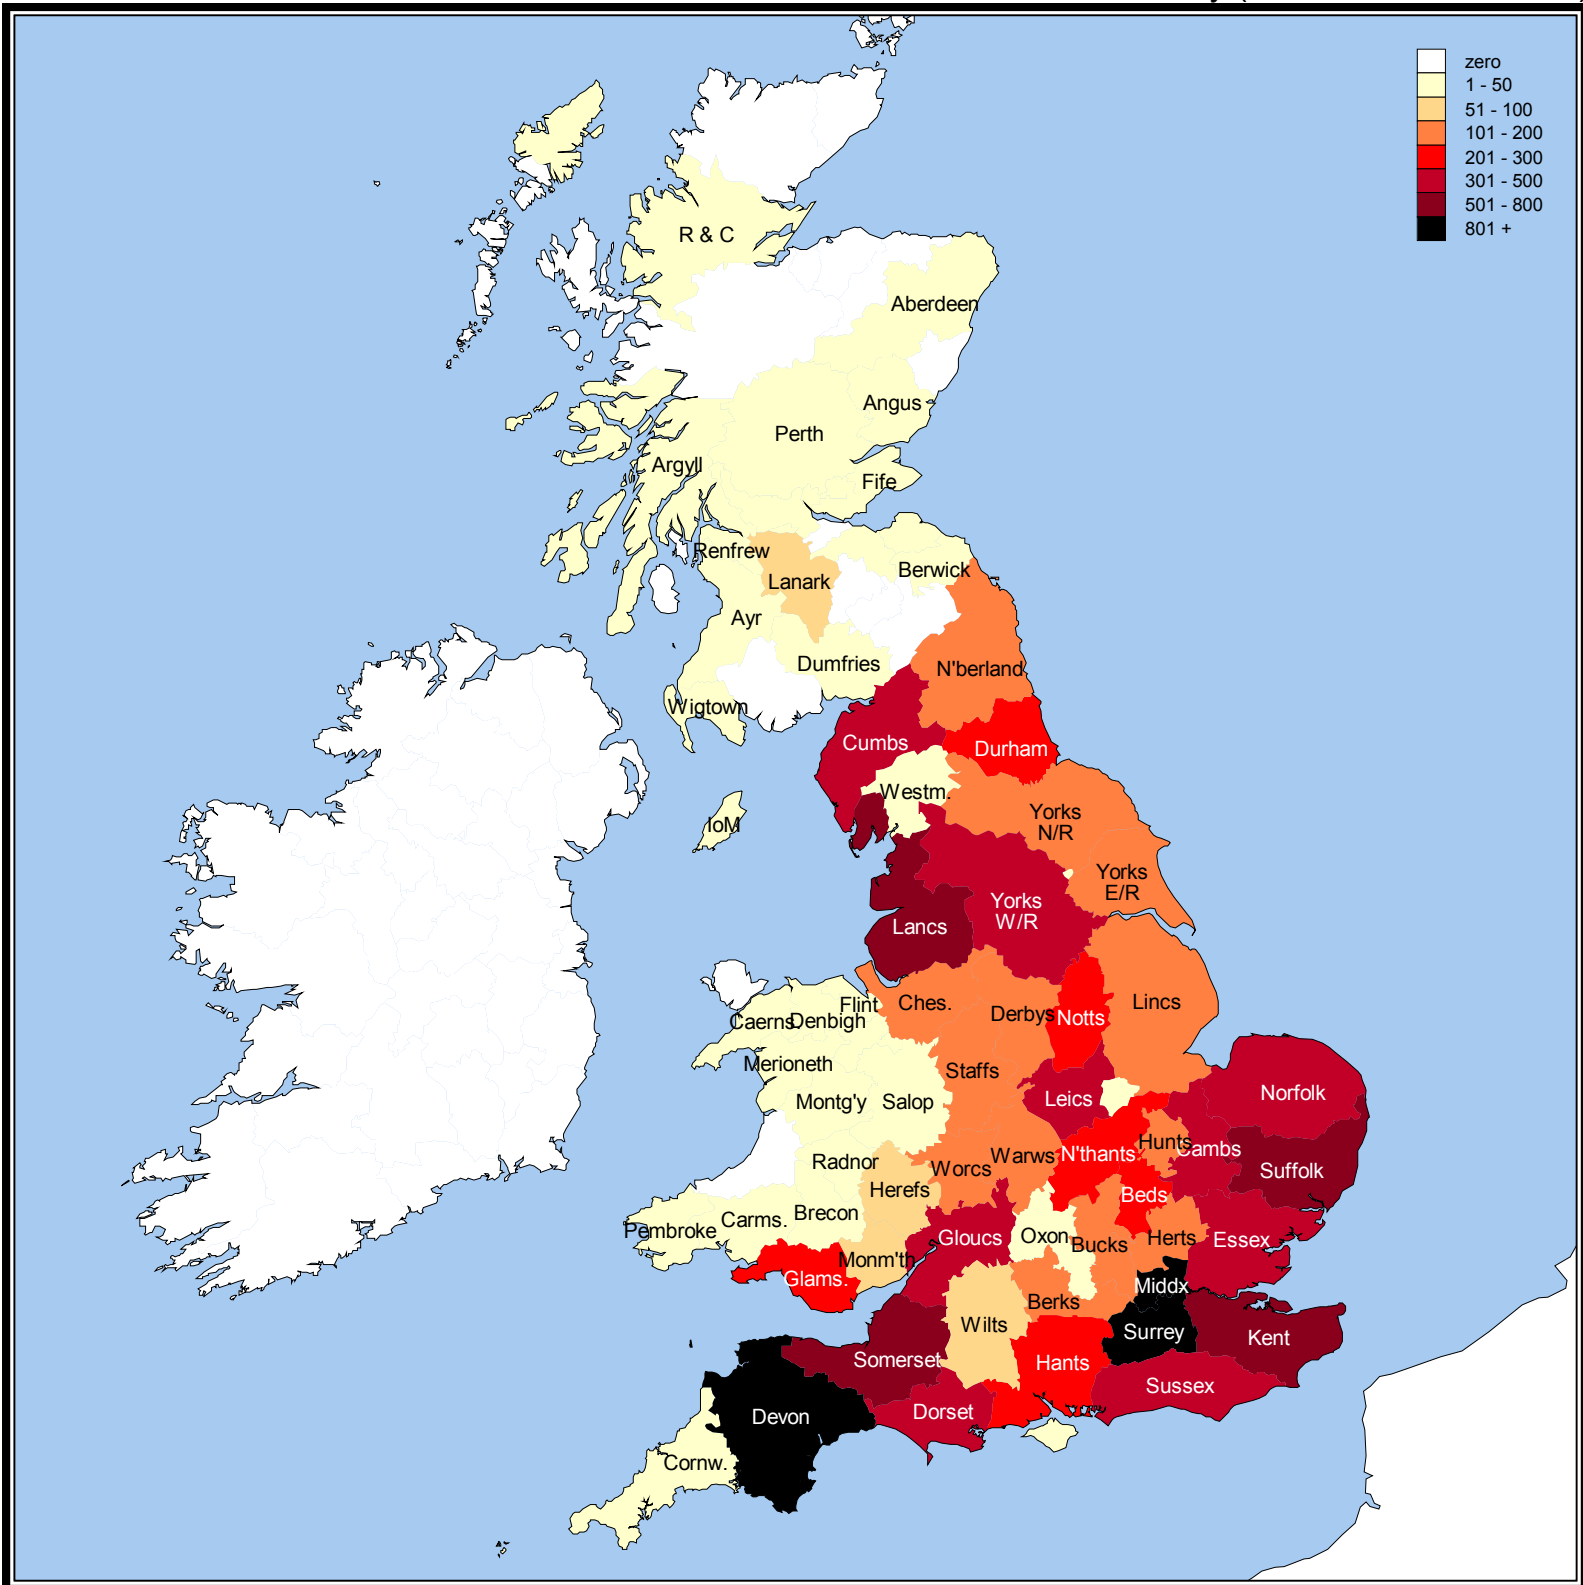 zero
1 - 50
51 - 100
101 - 200
201 - 300
301 - 500
501 - 800
801 +
R & C
Aberdeen
Angus
Perth
Argyll
Fife
Renfrew
Berwick
Lanark
Ayr
Dumfries
N'berland
Wigtown
Cumbs
Durham
Westm.
Yorks
N/R
IoM
Yorks
E/R
Yorks
W/R
Lancs
Flint
Ches.
Lincs
Derbys
Notts
Caerns.
Denbigh
Merioneth
Staffs
Norfolk
Leics
Montg'y
Salop
Hunts
Cambs
N'thants
Warws
Radnor
Worcs
Suffolk
Herefs
Beds
Brecon
Carms.
Pembroke
Gloucs
Oxon
Bucks
Herts
Essex
Monm'th
Glams.
Middx
Berks
Wilts
Surrey
Kent
Somerset
Hants
Sussex
Dorset
Devon
Cornw.